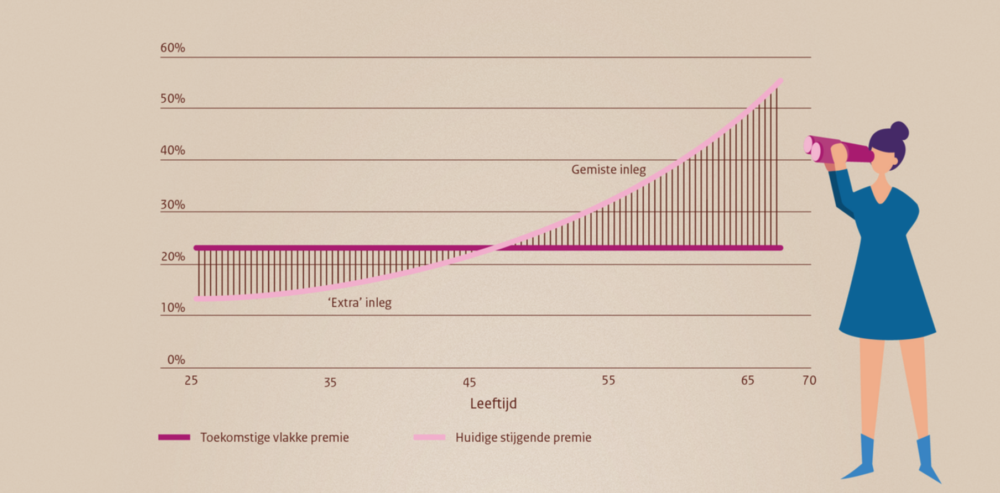 60%
50%
40%
Gemiste inleg
30%
20%
‘Extra’ inleg
10%
0%
25 35 45 55 65 70
Leeftijd
Toekomstige vlakke premie Huidige stijgende premie